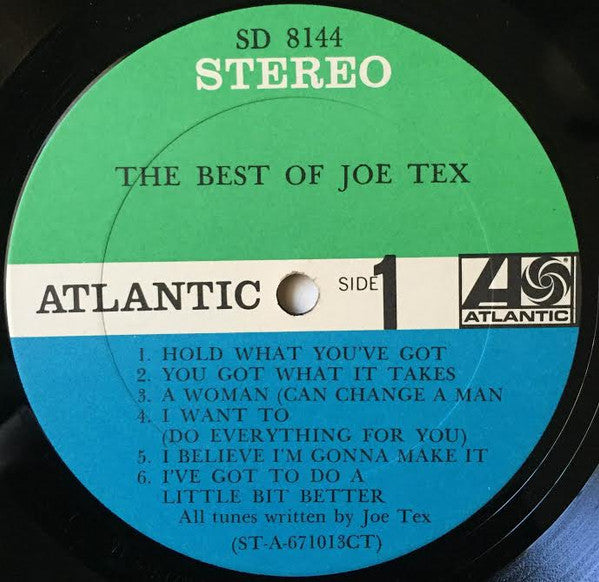 SD 8144
STEREO
THE BEST OF JOE TEX
ATLANTIC
SIDE 1
ATLANTIC
1. HOLD WHAT YOU'VE GOT
2. YOU GOT WHAT IT TAKES
3. A WOMAN (CAN CHANGE A MAN
4. I WANT TO
(DO EVERYTHING FOR YOU)
5. I BELIEVE I'M GONNA MAKE IT
6. I'VE GOT TO DO A
LITTLE BIT BETTER
All tunes written by Joe Tex
(ST-A-671013CT)